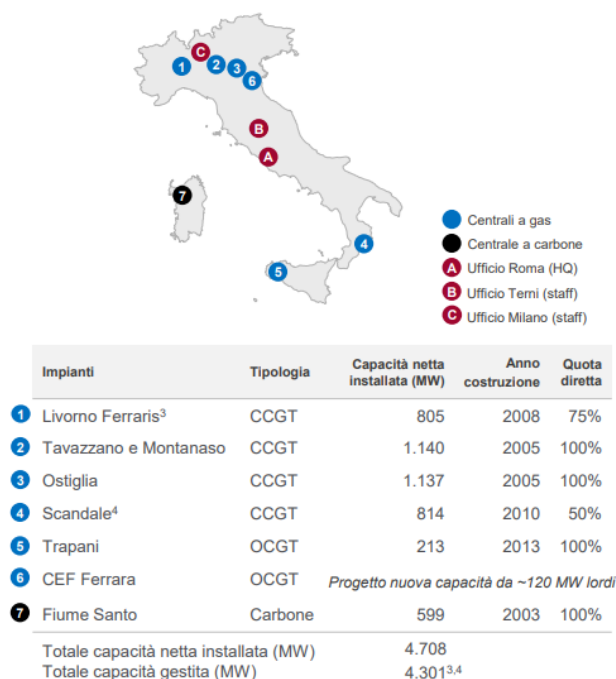 C
1
2
3
6
B
A
7
4
5
Centrali a gas
Centrale a carbone
A Ufficio Roma (HQ)
B Ufficio Terni (staff)
C Ufficio Milano (staff)
Impianti Tipologia Capacità netta installata (MW) Anno costruzione Quota diretta
1 Livorno Ferraris³ CCGT 805 2008 75%
2 Tavazzano e Montanaso CCGT 1.140 2005 100%
3 Ostiglia CCGT 1.137 2005 100%
4 Scandale⁴ CCGT 814 2010 50%
5 Trapani OCGT 213 2013 100%
6 CEF Ferrara OCGT Progetto nuova capacità da ~120 MW lordi
7 Fiume Santo Carbone 599 2003 100%
Totale capacità netta installata (MW) 4.708
Totale capacità gestita (MW) 4.301³,⁴